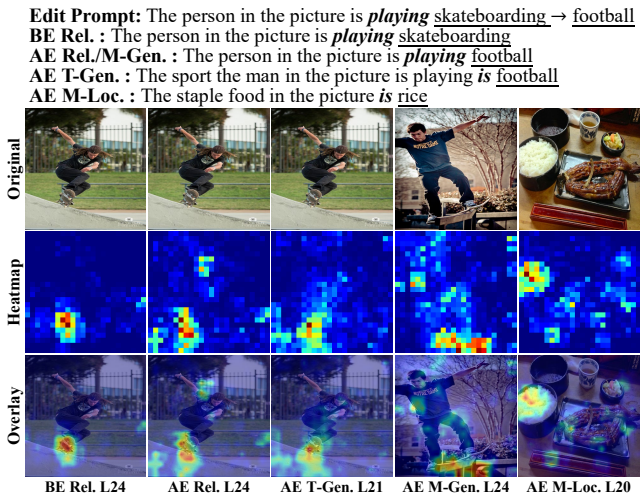 Edit Prompt: The person in the picture is playing skateboarding → football
BE Rel. : The person in the picture is playing skateboarding
AE Rel./M-Gen. : The person in the picture is playing football
AE T-Gen. : The sport the man in the picture is playing is football
AE M-Loc. : The staple food in the picture is rice
Original
Heatmap
Overlay
BE Rel. L24 AE Rel. L24 AE T-Gen. L21 AE M-Gen. L24 AE M-Loc. L20